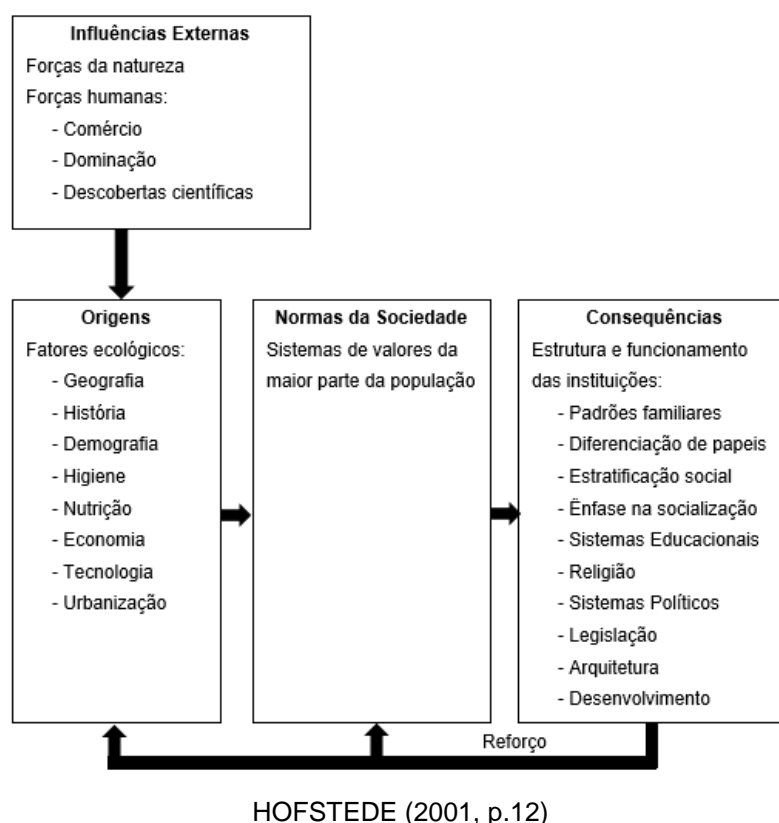 Influências Externas
Forças da natureza
Forças humanas:
- Comércio
- Dominação
- Descobertas científicas
Origens
Fatores ecológicos:
- Geografia
- História
- Demografia
- Higiene
- Nutrição
- Economia
- Tecnologia
- Urbanização
Normas da Sociedade
Sistemas de valores da
maior parte da população
Consequências
Estrutura e funcionamento
das instituições:
- Padrões familiares
- Diferenciação de papeis
- Estratificação social
- Ênfase na socialização
- Sistemas Educacionais
- Religião
- Sistemas Políticos
- Legislação
- Arquitetura
- Desenvolvimento
Reforço
HOFSTEDE (2001, p.12)